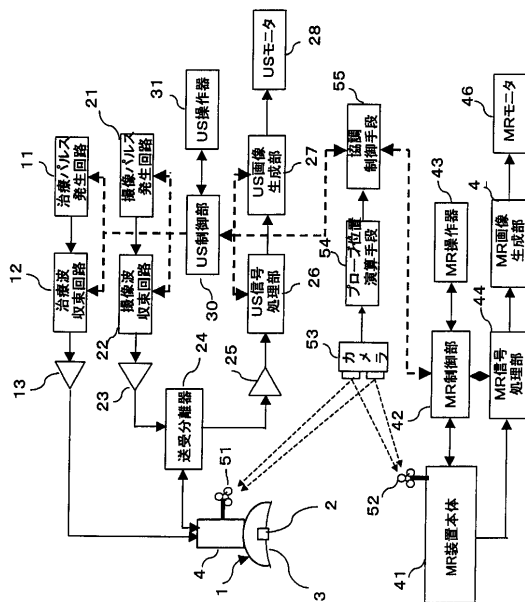 11
治療パルス
発生回路
21
撮像パルス
発生回路
31
US操作器
28
USモニタ
12
治療波
収束回路
22
撮像波
収束回路
US制御部
30
US画像
生成部
27
55
協調
制御手段
46
MRモニタ
13
23
24
送受分離器
25
US信号
処理部
26
54
プローブ位置
演算手段
43
MR操作器
4
MR画像
生成部
53
カメラ
42
MR制御部
44
MR信号
処理部
51
52
4
1
2
3
41
MR装置本体